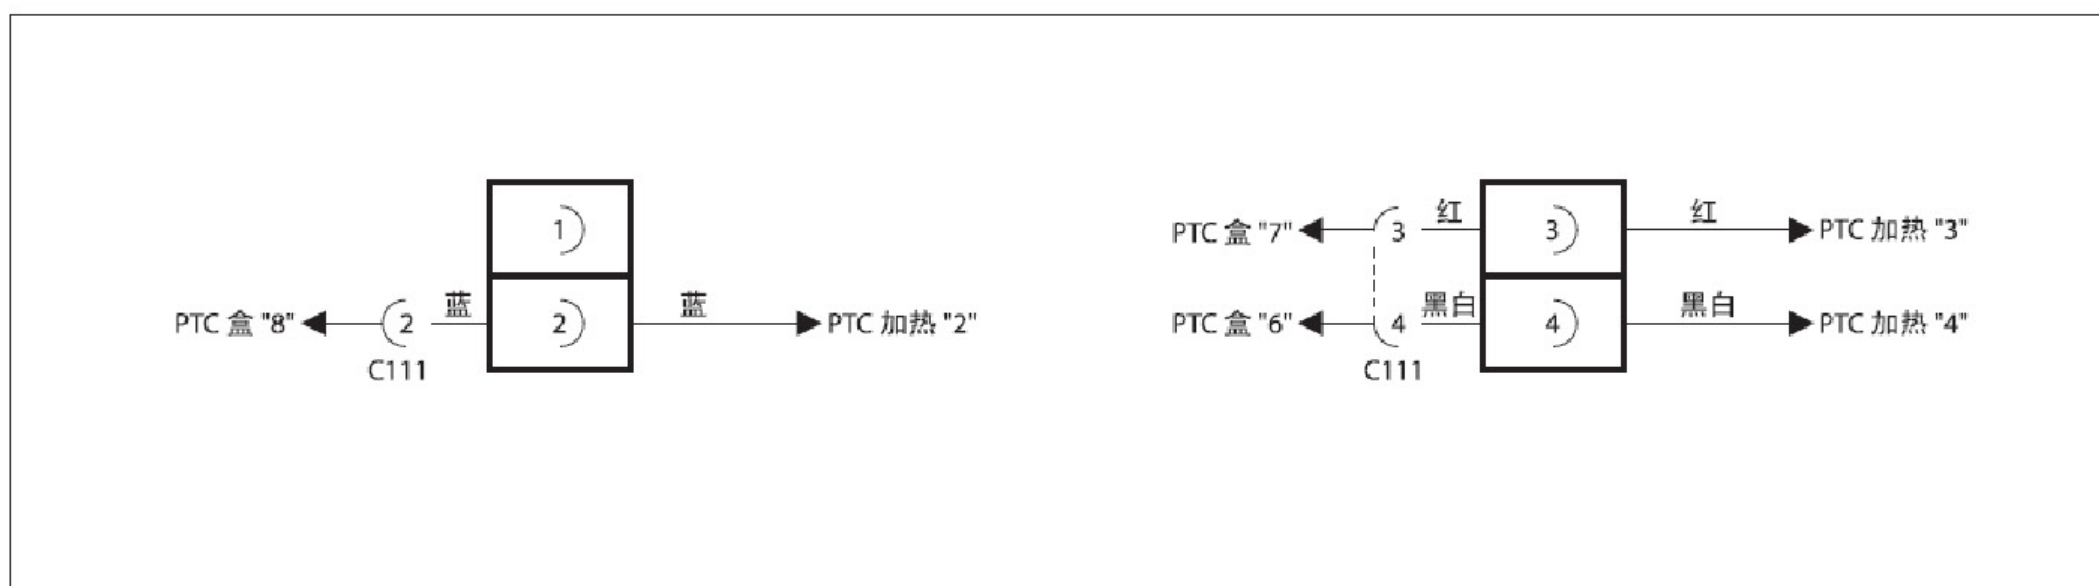 1
蓝
蓝
PTC 盒 "8"
2
2
PTC 加热 "2"
C111
红
红
PTC 盒 "7"
3
3
PTC 加热 "3"
黑白
黑白
PTC 盒 "6"
4
4
PTC 加热 "4"
C111